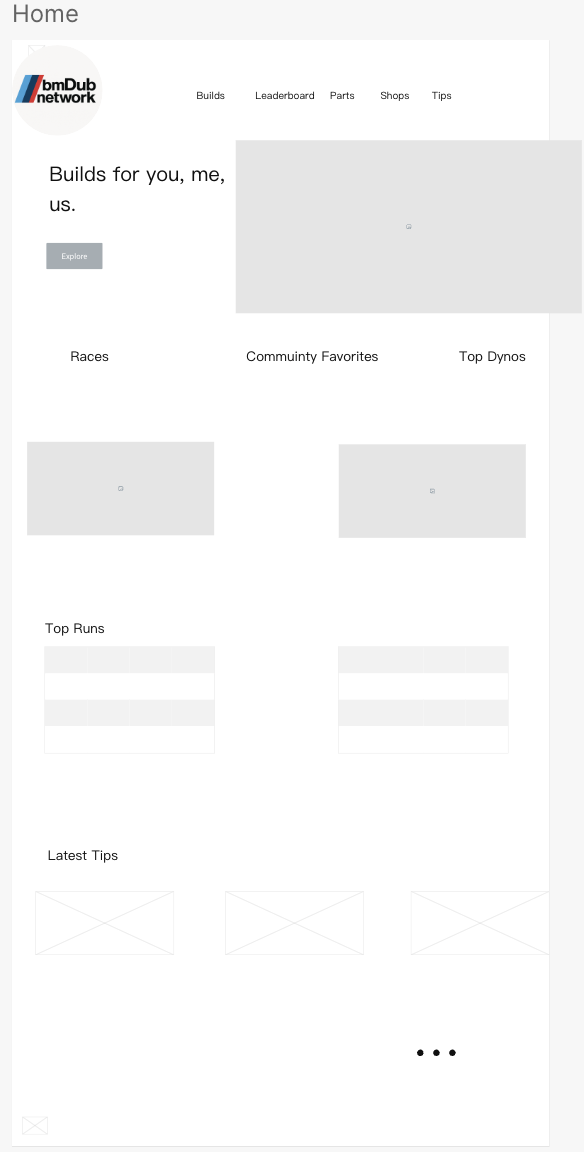 Home
bmDub
network
Builds Leaderboard Parts Shops Tips
Builds for you, me,
us.
Explore
Races Commuinty Favorites Top Dynos
Top Runs
Latest Tips